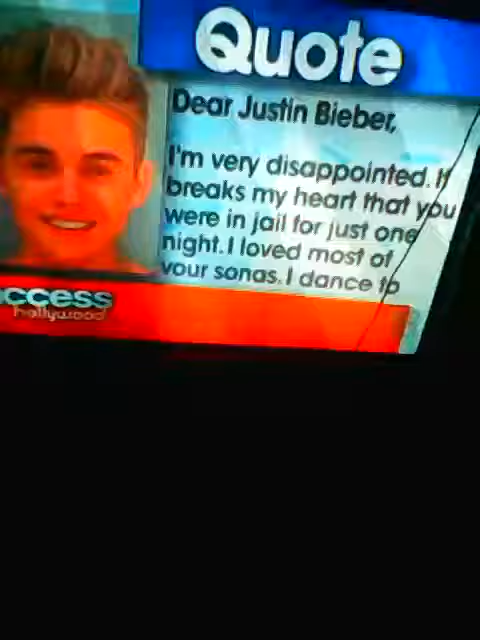 Quote
Dear Justin Bieber,
I'm very disappointed. It
breaks my heart that you
were in jail for just one
night. I loved most of
your songs. I dance to
access
hollywood